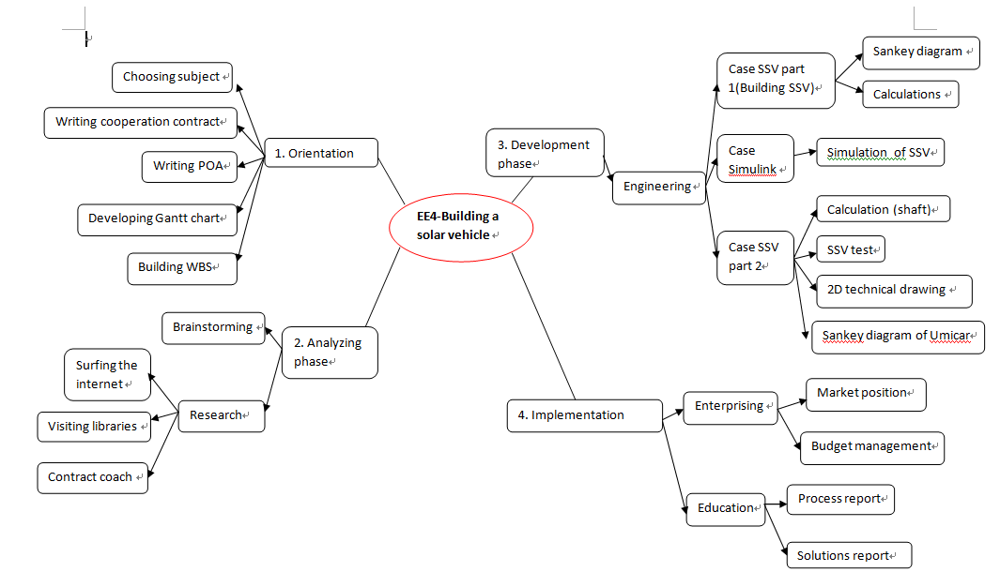 Choosing subject
Writing cooperation contract
Writing POA
Developing Gantt chart
Building WBS
1. Orientation
EE4-Building a
solar vehicle
2. Analyzing
phase
Brainstorming
Research
Surfing the
internet
Visiting libraries
Contract coach
3. Development
phase
Engineering
Case SSV part
1(Building SSV)
Sankey diagram
Calculations
Case
Simulink
Simulation of SSV
Case SSV
part 2
Calculation (shaft)
SSV test
2D technical drawing
Sankey diagram of Umicar
4. Implementation
Enterprising
Market position
Budget management
Education
Process report
Solutions report